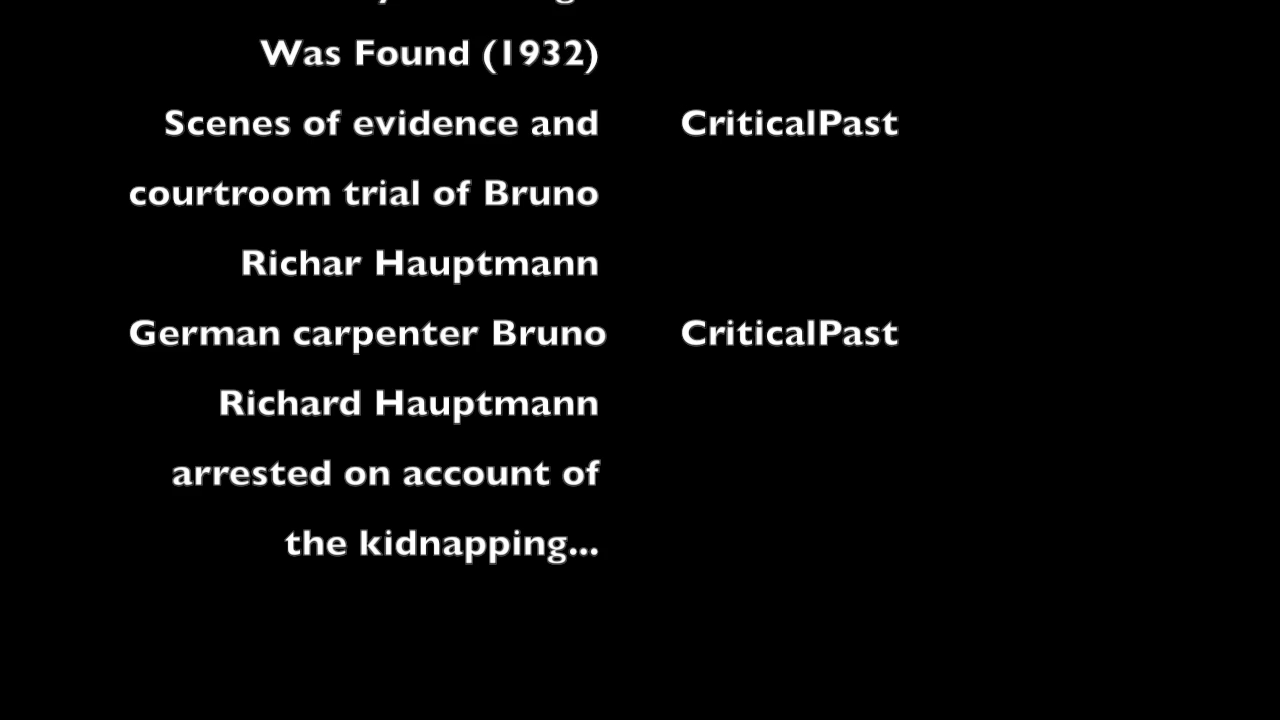 Was Found (1932)
Scenes of evidence and CriticalPast
courtroom trial of Bruno
Richar Hauptmann
German carpenter Bruno CriticalPast
Richard Hauptmann
arrested on account of
the kidnapping...